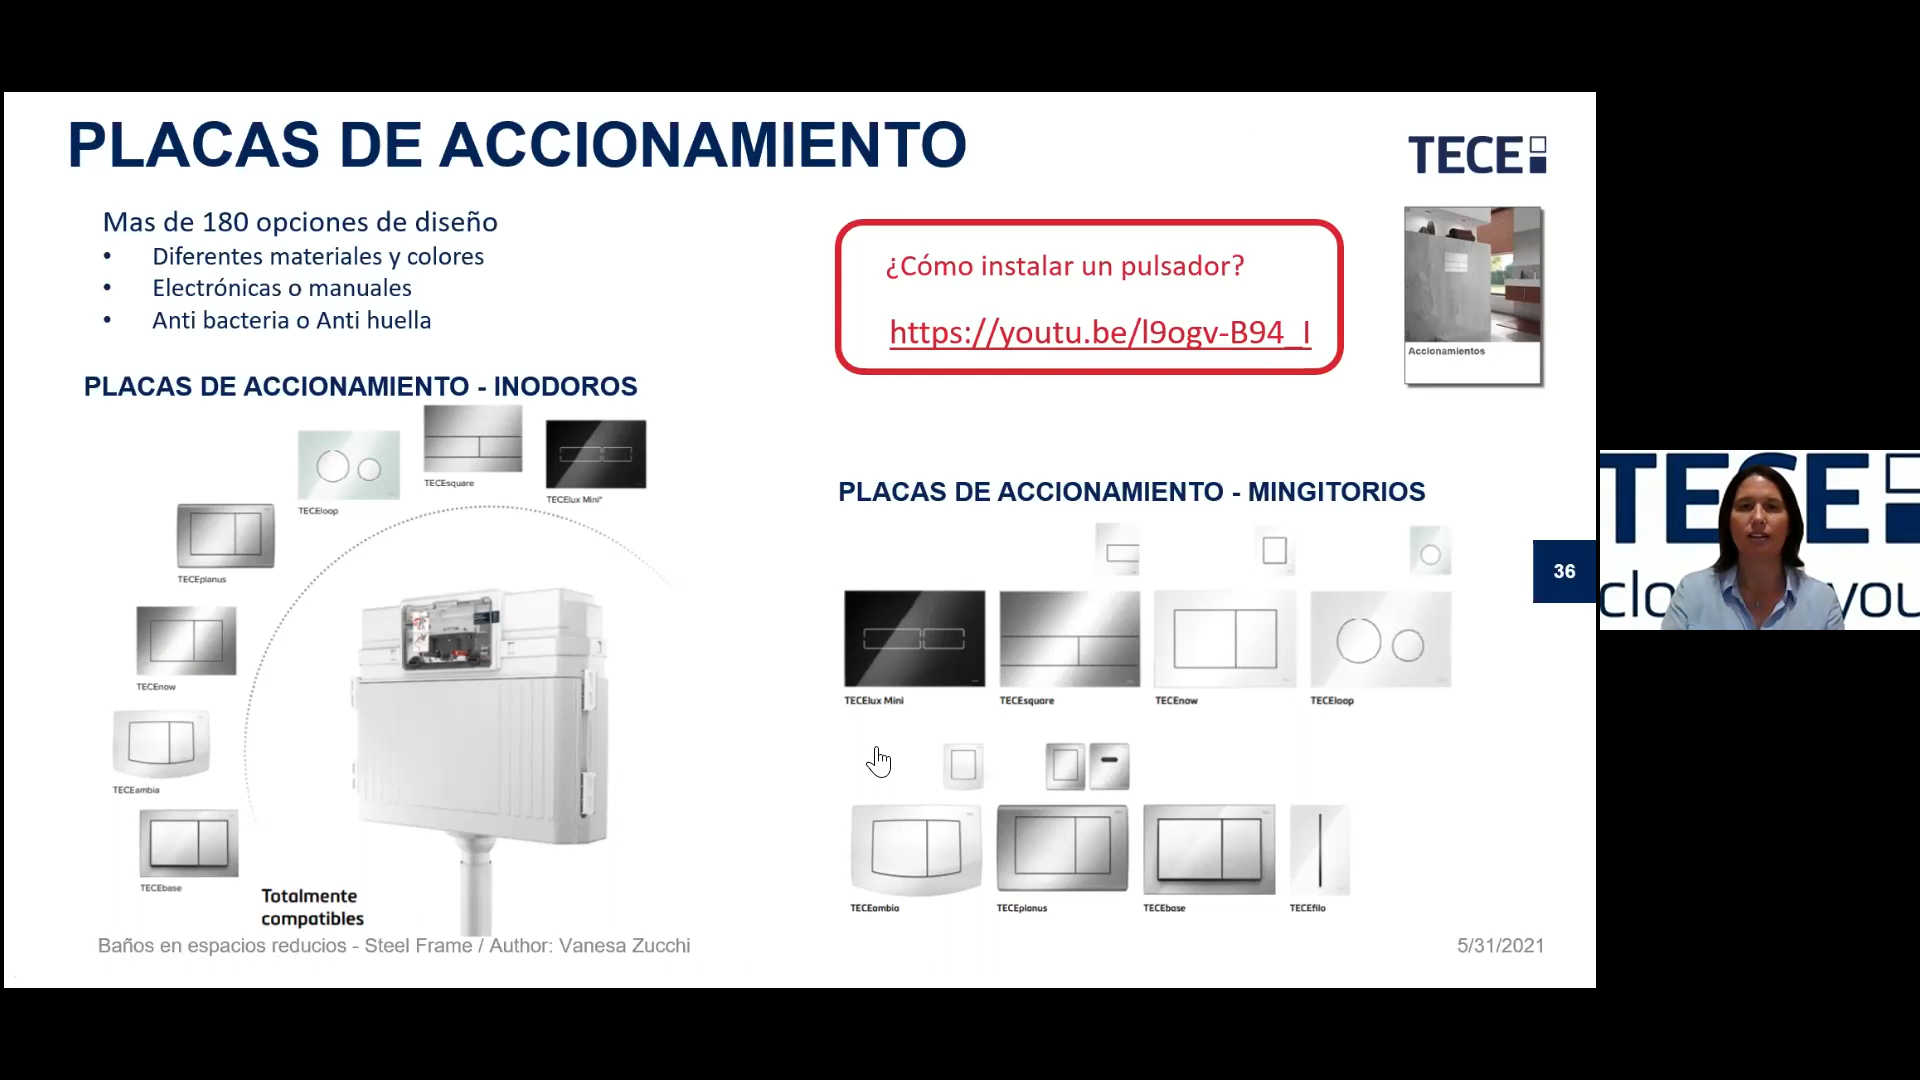 PLACAS DE ACCIONAMIENTO
TECE
Mas de 180 opciones de diseño
• Diferentes materiales y colores
• Electrónicas o manuales
• Anti bacteria o Anti huella
¿Cómo instalar un pulsador?
https://youtu.be/l9ogv-B94_I
Accionamientos
PLACAS DE ACCIONAMIENTO - INODOROS
TECEsquare
TECElux Mini*
TECEloop
TECEplanus
TECEnow
TECEambia
TECEbase
Totalmente
compatibles
PLACAS DE ACCIONAMIENTO - MINGITORIOS
TECElux Mini
TECEsquare
TECEnow
TECEloop
TECEambia
TECEplanus
TECEbase
TECEfilo
36
Baños en espacios reducios - Steel Frame / Author: Vanesa Zucchi
5/31/2021
TECE
clo
you